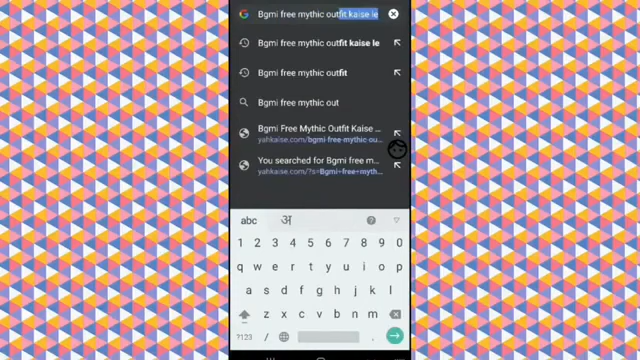 Bgmi free mythic outfit kaise le
Bgmi free mythic outfit kaise le
Bgmi free mythic outfit
Bgmi free mythic out
Bgmi Free Mythic Outfit Kaise ...
yahkaise.com/bgmi-free-mythic-ou...
You searched for Bgmi free m...
yahkaise.com/?s=Bgmi+free+myth...
abc अ ?
1 2 3 4 5 6 7 8 9 0
q w e r t y u i o p
a s d f g h j k l
z x c v b n m
?123 / .